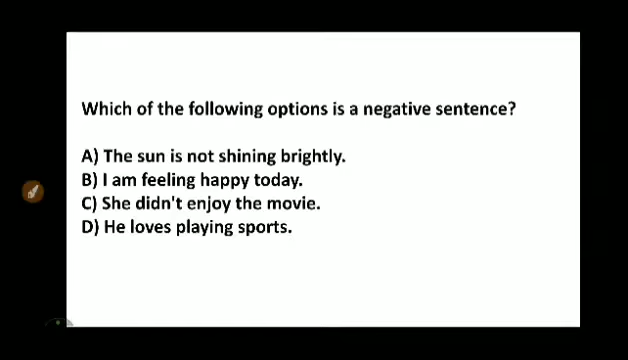 Which of the following options is a negative sentence?
A) The sun is not shining brightly.
B) I am feeling happy today.
C) She didn't enjoy the movie.
D) He loves playing sports.